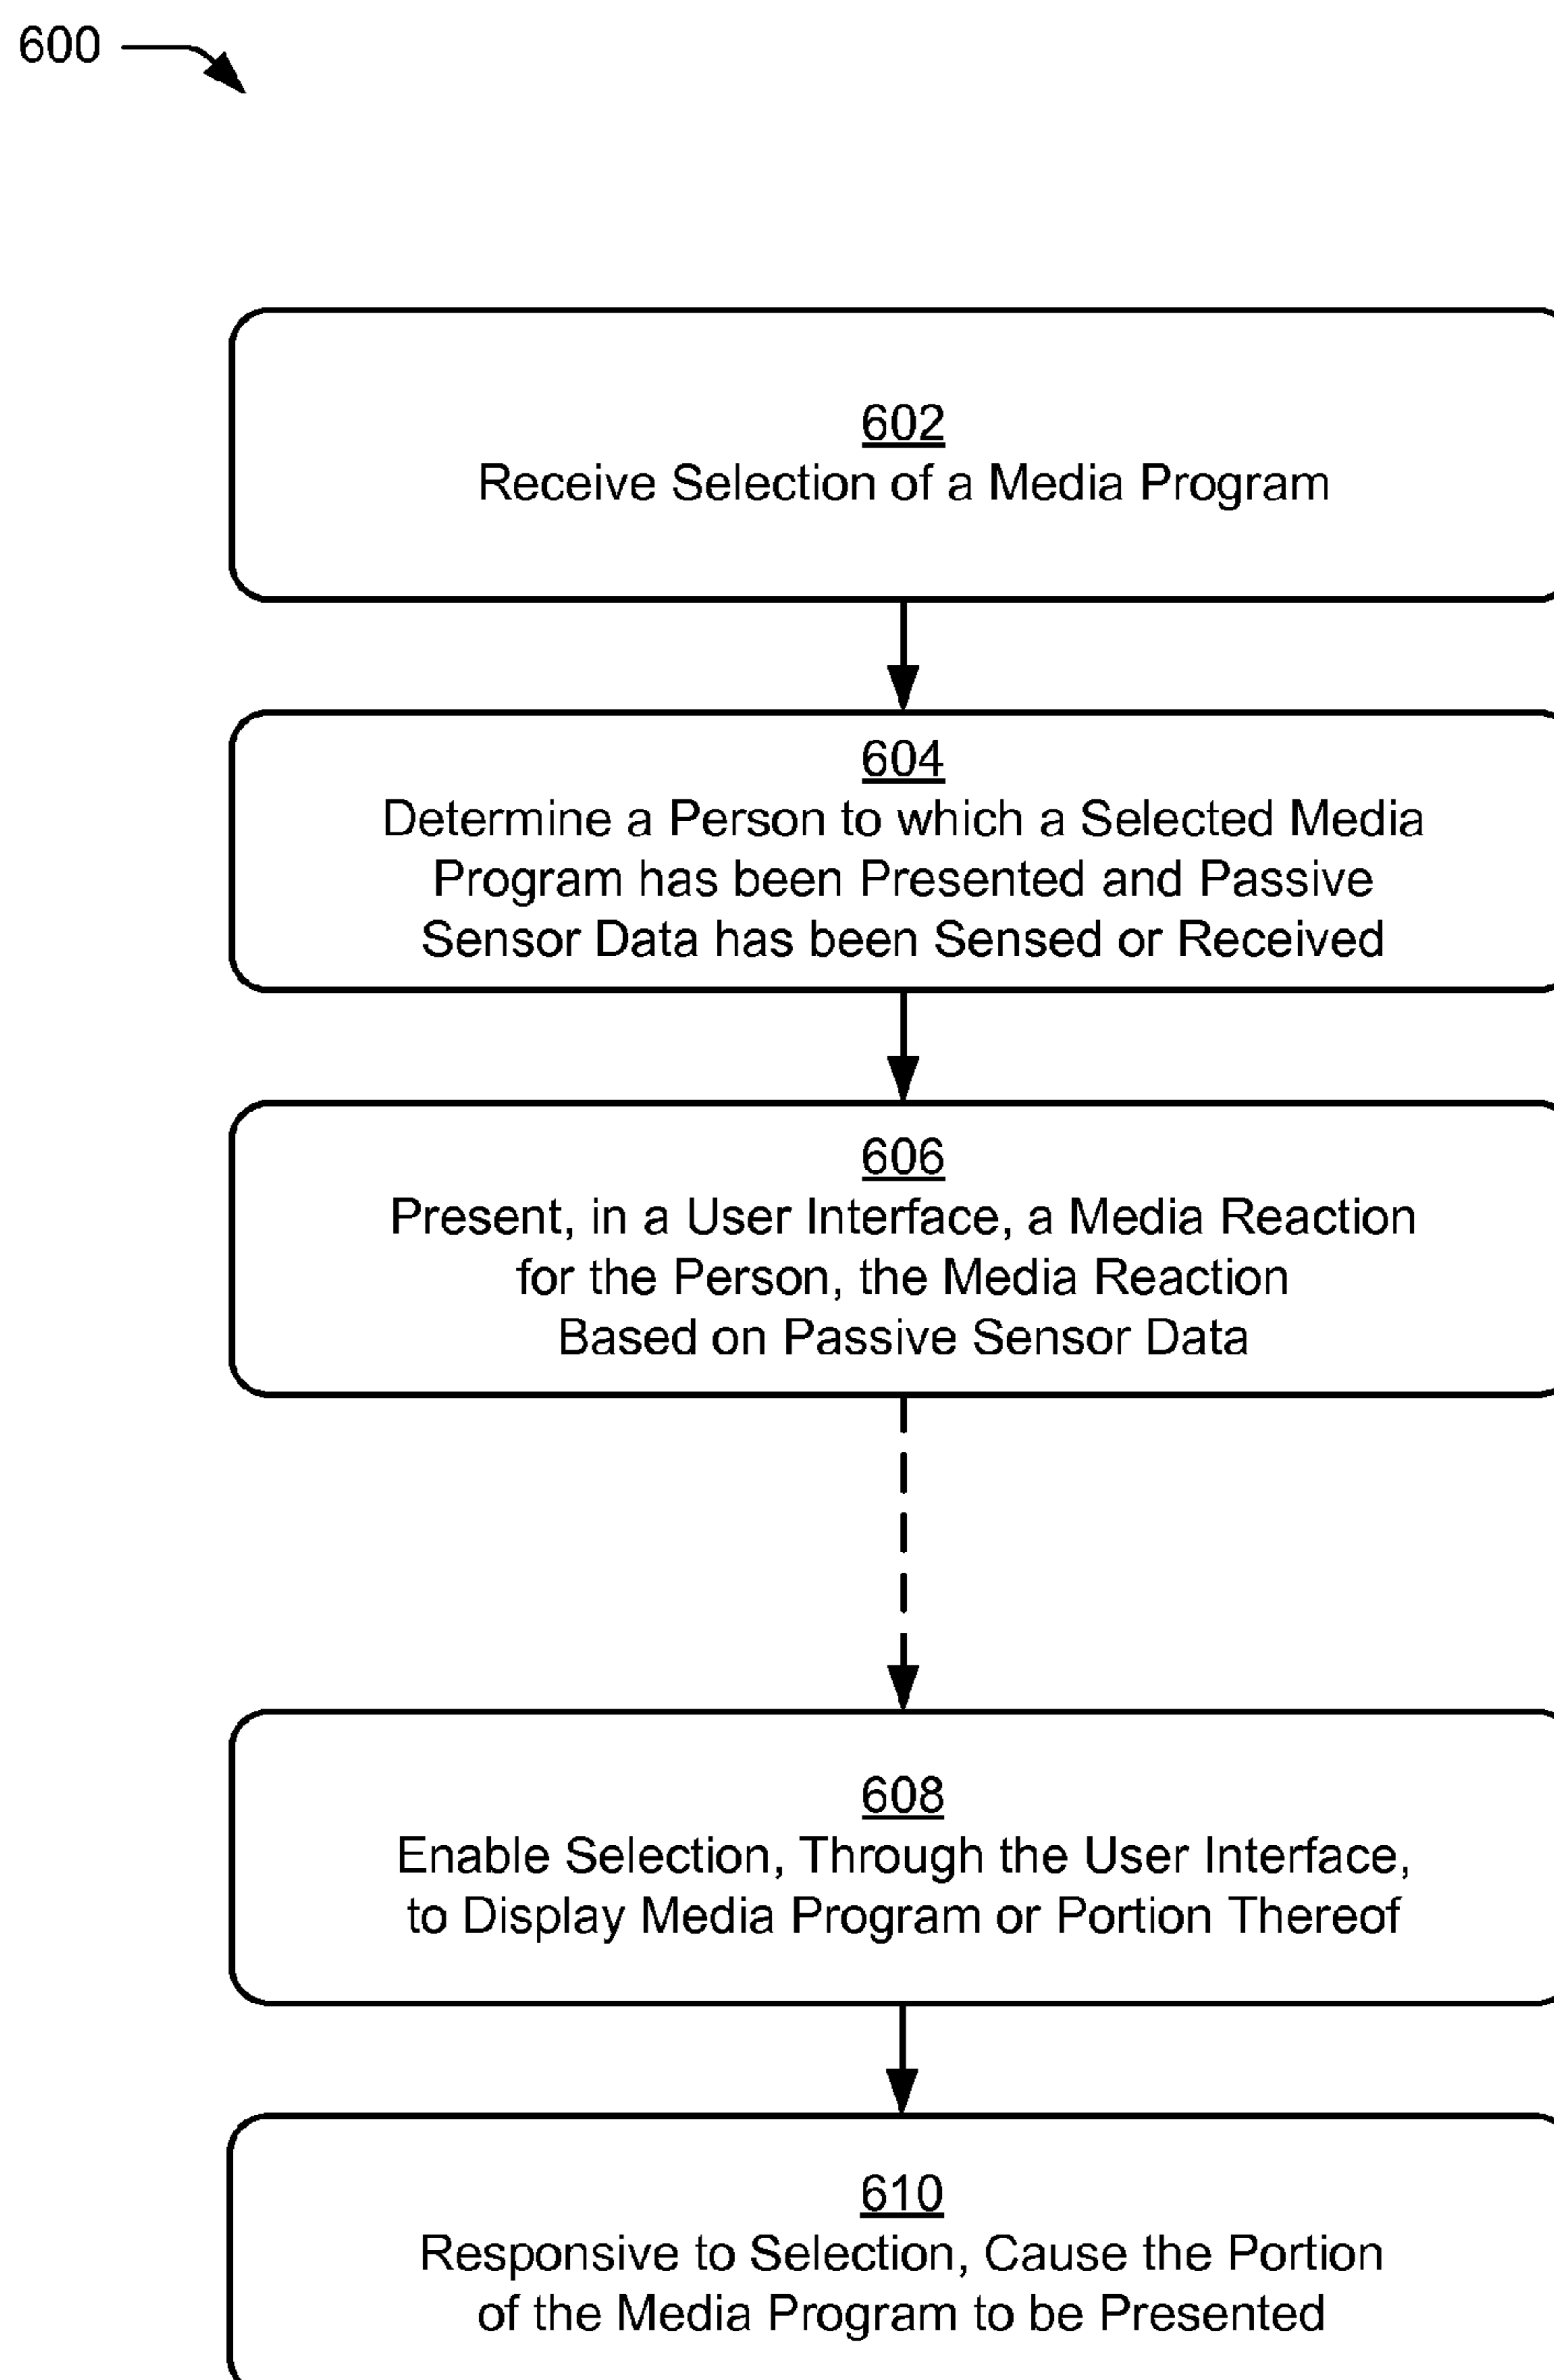 600
602
Receive Selection of a Media Program
604
Determine a Person to which a Selected Media
Program has been Presented and Passive
Sensor Data has been Sensed or Received
606
Present, in a User Interface, a Media Reaction
for the Person, the Media Reaction
Based on Passive Sensor Data
608
Enable Selection, Through the User Interface,
to Display Media Program or Portion Thereof
610
Responsive to Selection, Cause the Portion
of the Media Program to be Presented